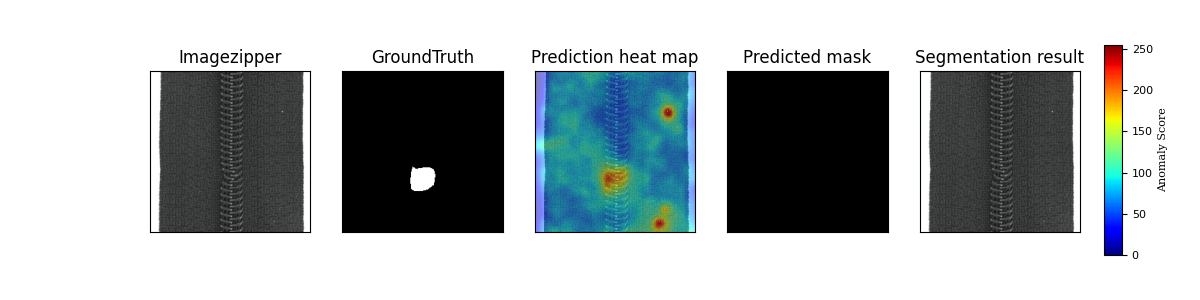 Imagezipper
GroundTruth
Prediction heat map
Predicted mask
Segmentation result
250
200
150
100
50
0
Anomaly Score